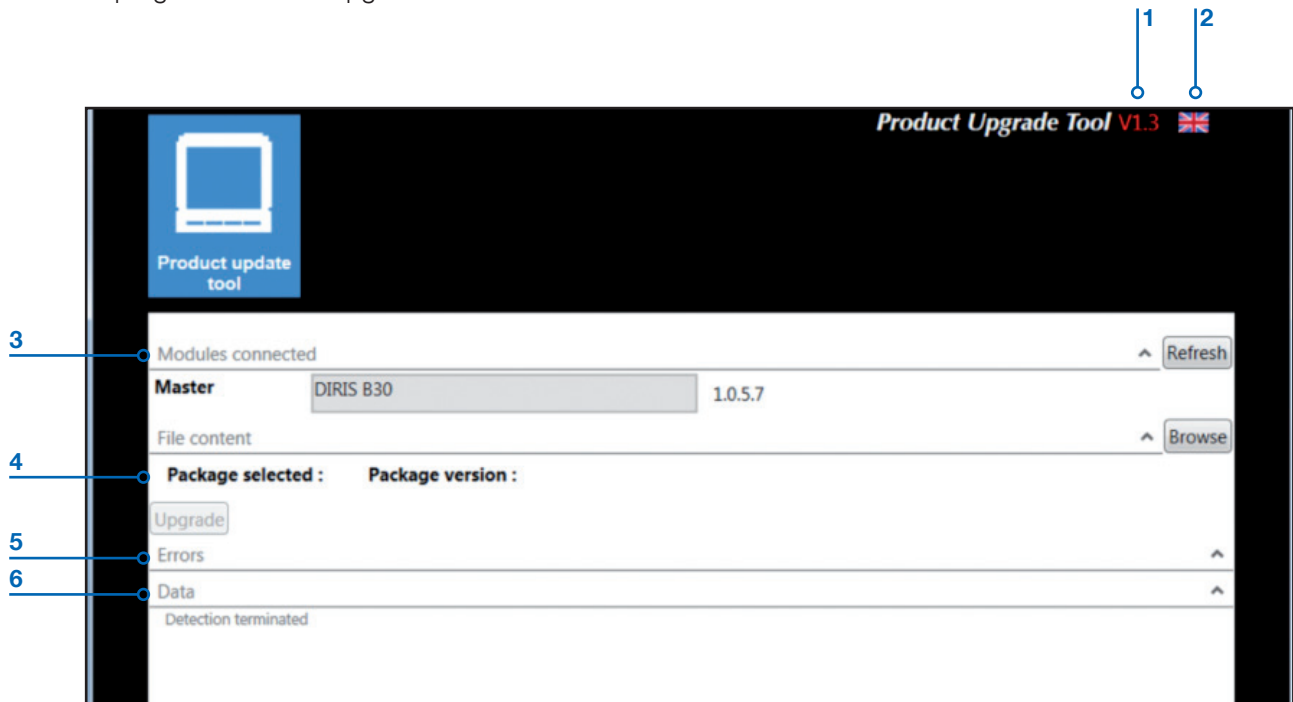 1 2
Product Upgrade Tool V1.3
Product update
tool
3
Modules connected Refresh
Master DIRIS B30 1.0.5.7
File content Browse
4
Package selected : Package version :
Upgrade
5
Errors
6
Data
Detection terminated